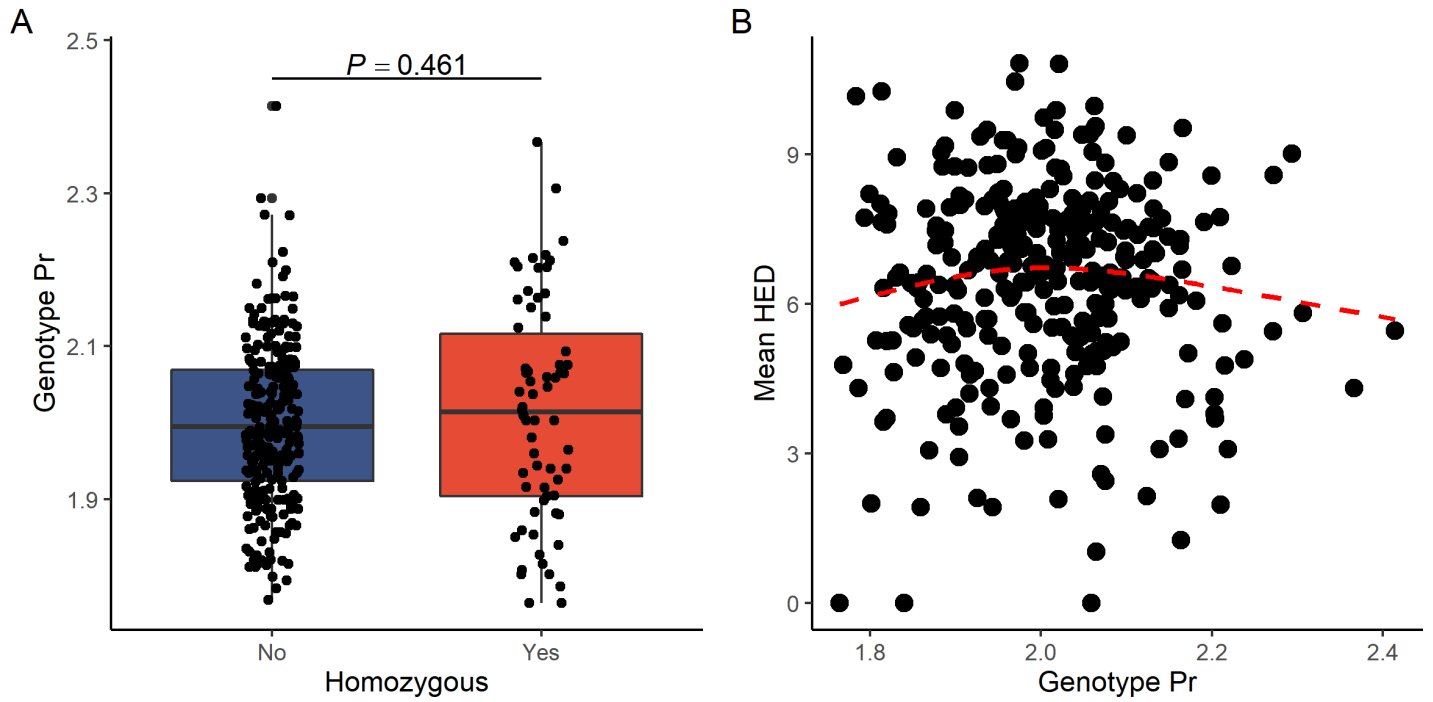 A
2.5
2.3
2.1
1.9
Genotype Pr
P = 0.461
No
Yes
Homozygous
B
9
6
3
0
Mean HED
1.8
2.0
2.2
2.4
Genotype Pr